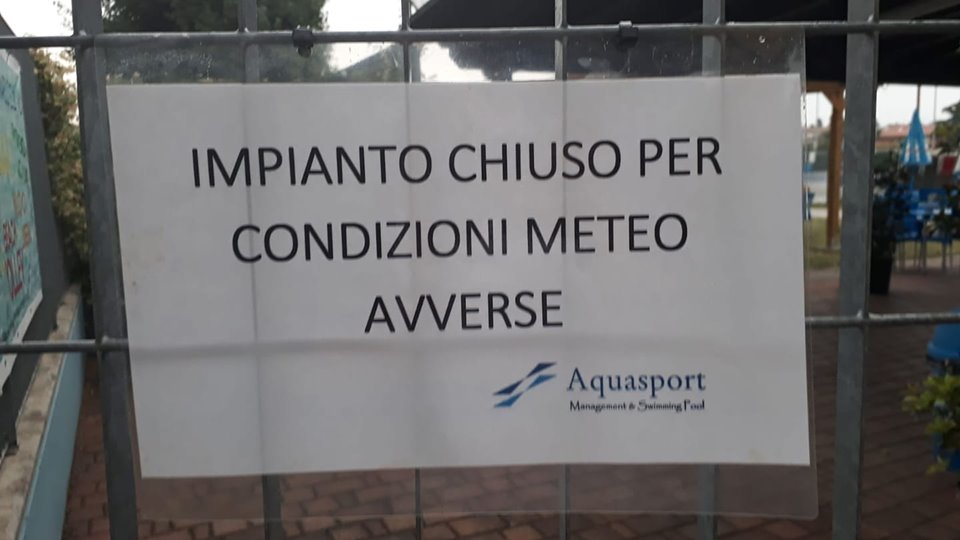 IMPIANTO CHIUSO PER
CONDIZIONI METEO
AVVERSE
Aquasport
Management & Swimming Pool